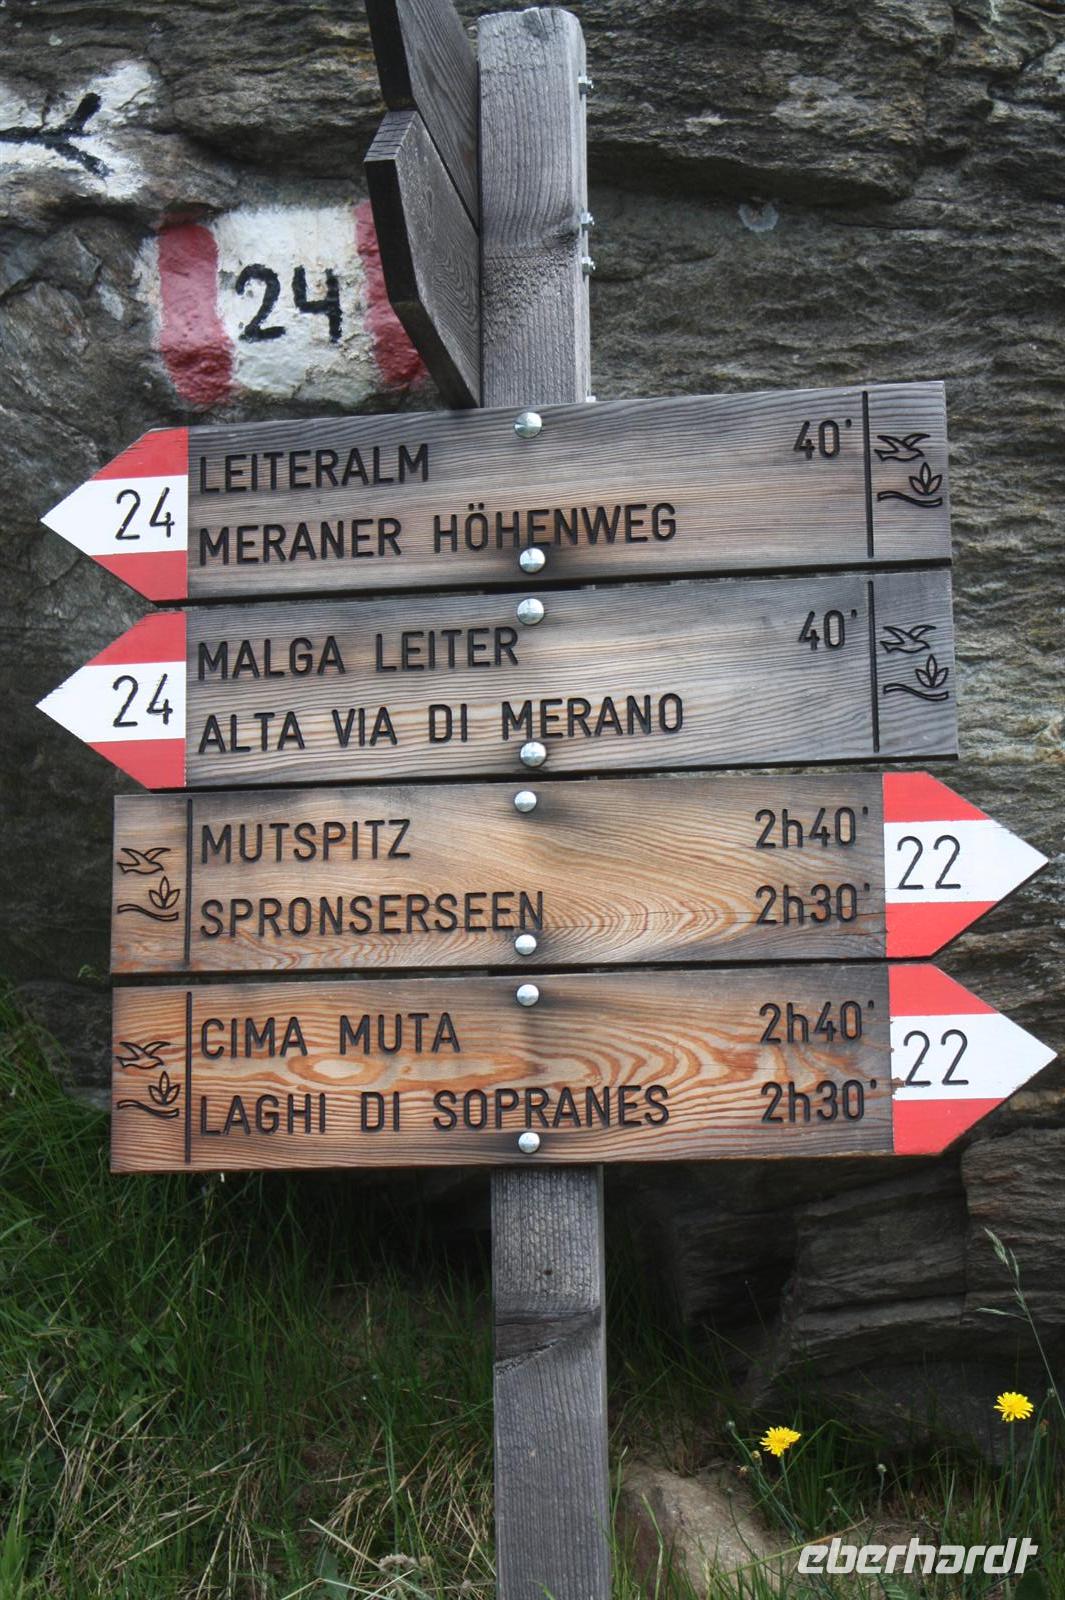 24
LEITERALM 40'
24 MERANER HÖHENWEG
MALGA LEITER 40'
24 ALTA VIA DI MERANO
MUTSPITZ 2h40'
SPRONSERSEEN 2h30'
22
CIMA MUTA 2h40'
LAGHI DI SOPRANES 2h30'
22
eberhardt